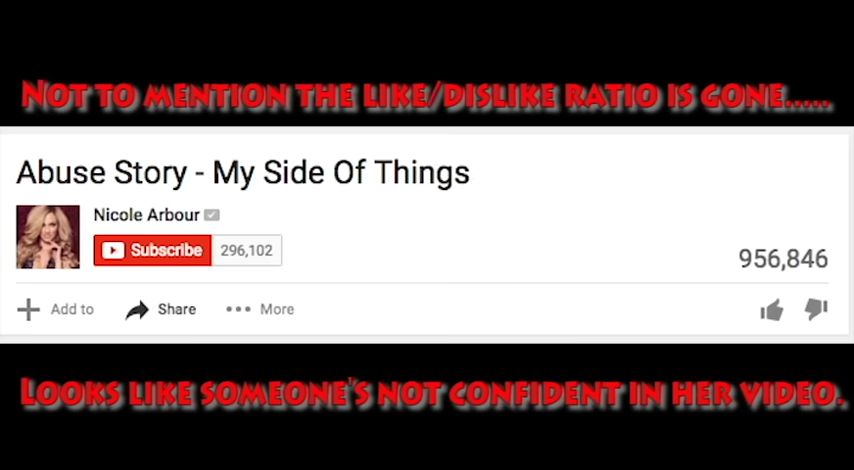 Not to mention the like/dislike ratio is gone.....
Abuse Story - My Side Of Things
Nicole Arbour
Subscribe 296,102
956,846
Add to Share More
Looks like someone's not confident in her video.